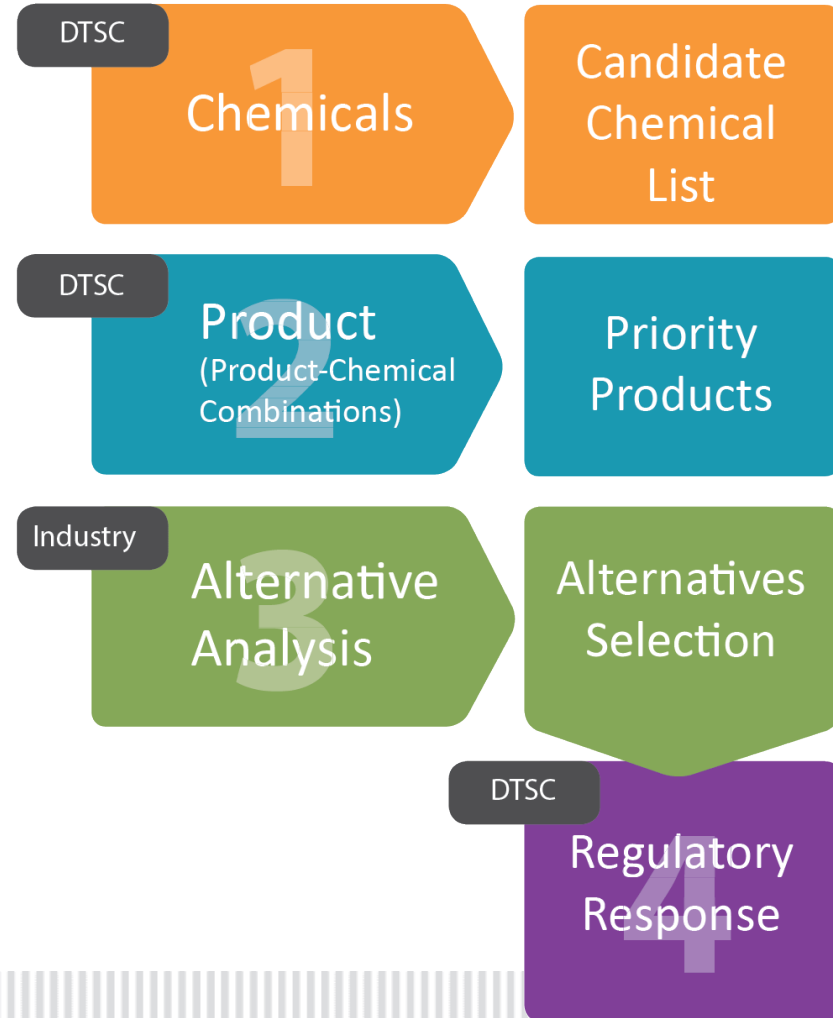 DTSC
1
Chemicals
Candidate
Chemical
List
DTSC
2
Product
(Product-Chemical
Combinations)
Priority
Products
Industry
3
Alternative
Analysis
Alternatives
Selection
DTSC
4
Regulatory
Response